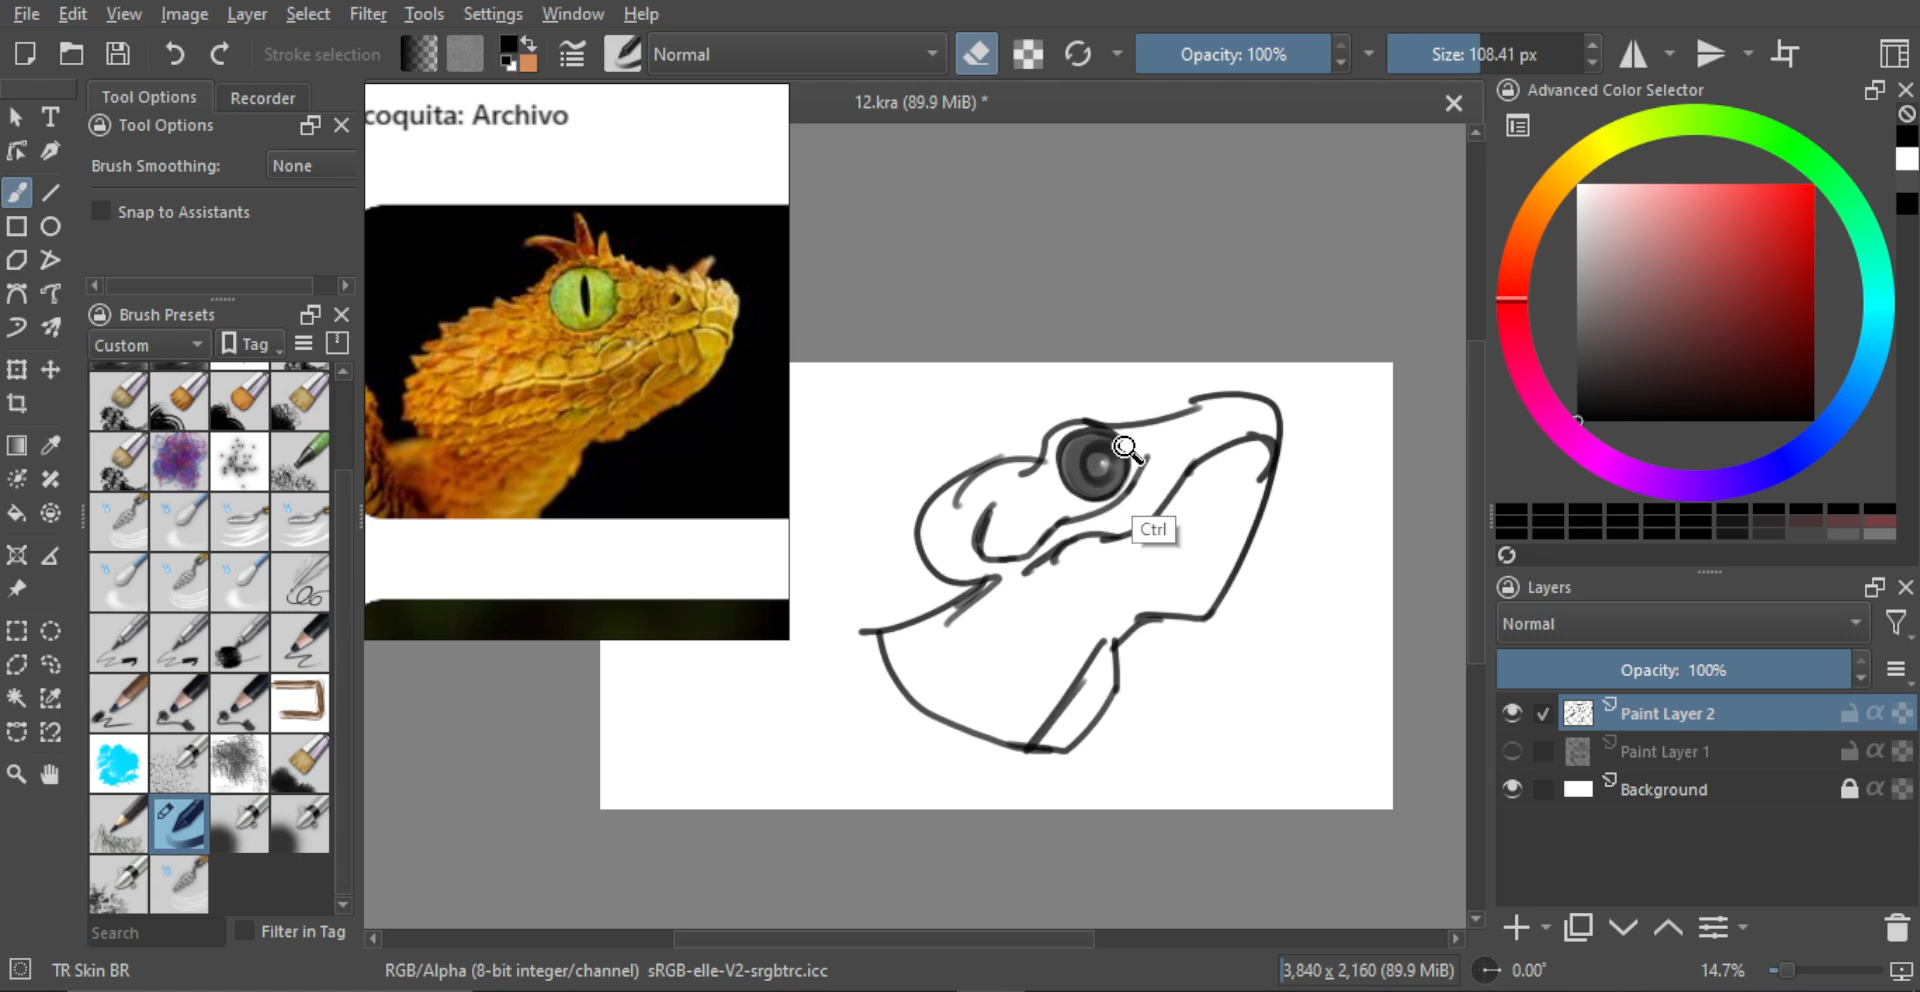 File Edit View Image Layer Select Filter Tools Settings Window Help
Stroke selection
Normal
Opacity: 100%
Size: 108.41 px
Tool Options
Recorder
coquita: Archivo
12.kra (89.9 MiB) *
Advanced Color Selector
Tool Options
Brush Smoothing:
None
Snap to Assistants
Brush Presets
Custom
Tag
Ctrl
Layers
Normal
Opacity: 100%
Paint Layer 2
Paint Layer 1
Background
Search
Filter in Tag
TR Skin BR
RGB/Alpha (8-bit integer/channel) sRGB-elle-V2-srgbtrc.icc
3,840 x 2,160 (89.9 MiB)
0.00°
14.7%